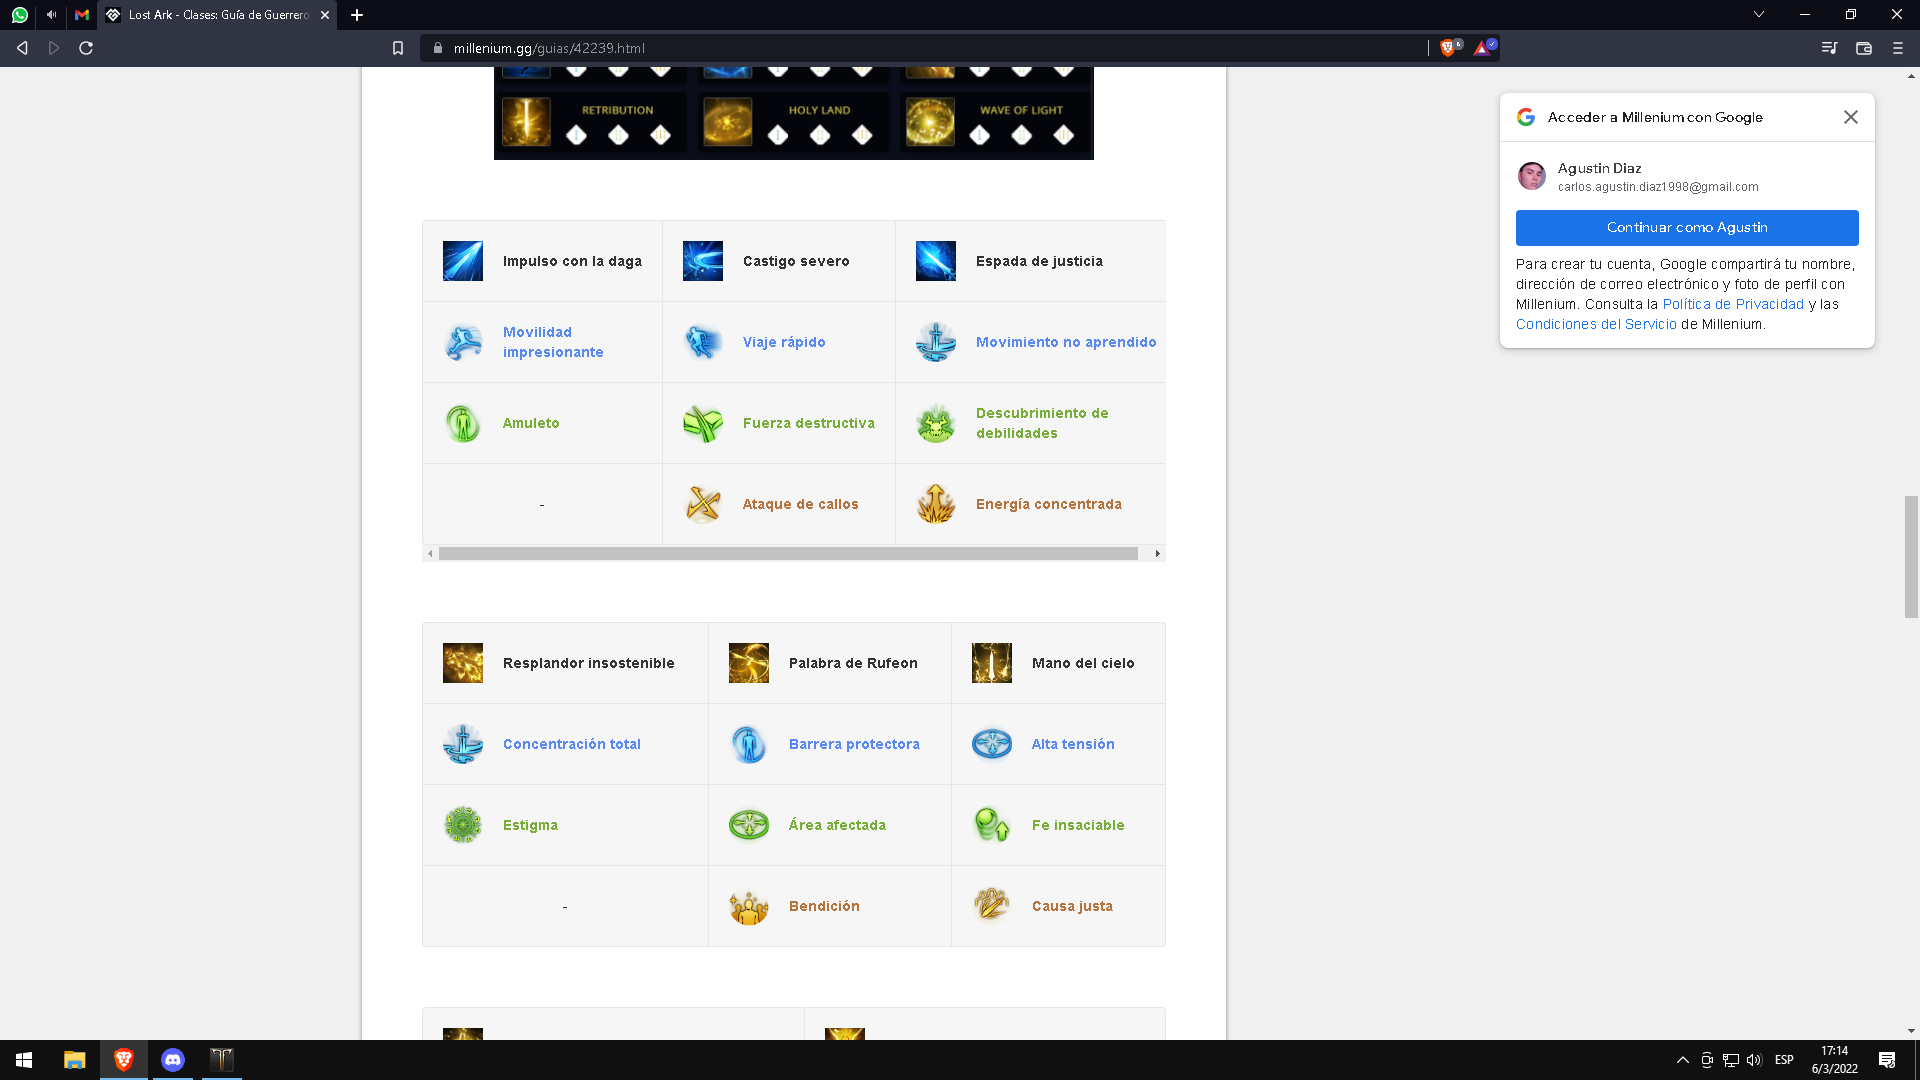 Lost Ark - Clases: Guía de Guerrero
millenium.gg/guias/42239.html
RETRIBUTION
HOLY LAND
WAVE OF LIGHT
Acceder a Millenium con Google
Agustin Diaz
carlos.agustin.diaz1998@gmail.com
Continuar como Agustin
Para crear tu cuenta, Google compartirá tu nombre,
dirección de correo electrónico y foto de perfil con
Millenium. Consulta la Política de Privacidad y las
Condiciones del Servicio de Millenium.
Impulso con la daga
Castigo severo
Espada de justicia
Movilidad
impresionante
Viaje rápido
Movimiento no aprendido
Amuleto
Fuerza destructiva
Descubrimiento de
debilidades
-
Ataque de callos
Energía concentrada
Resplandor insostenible
Palabra de Rufeon
Mano del cielo
Concentración total
Barrera protectora
Alta tensión
Estigma
Área afectada
Fe insaciable
-
Bendición
Causa justa
ESP
17:14
6/3/2022